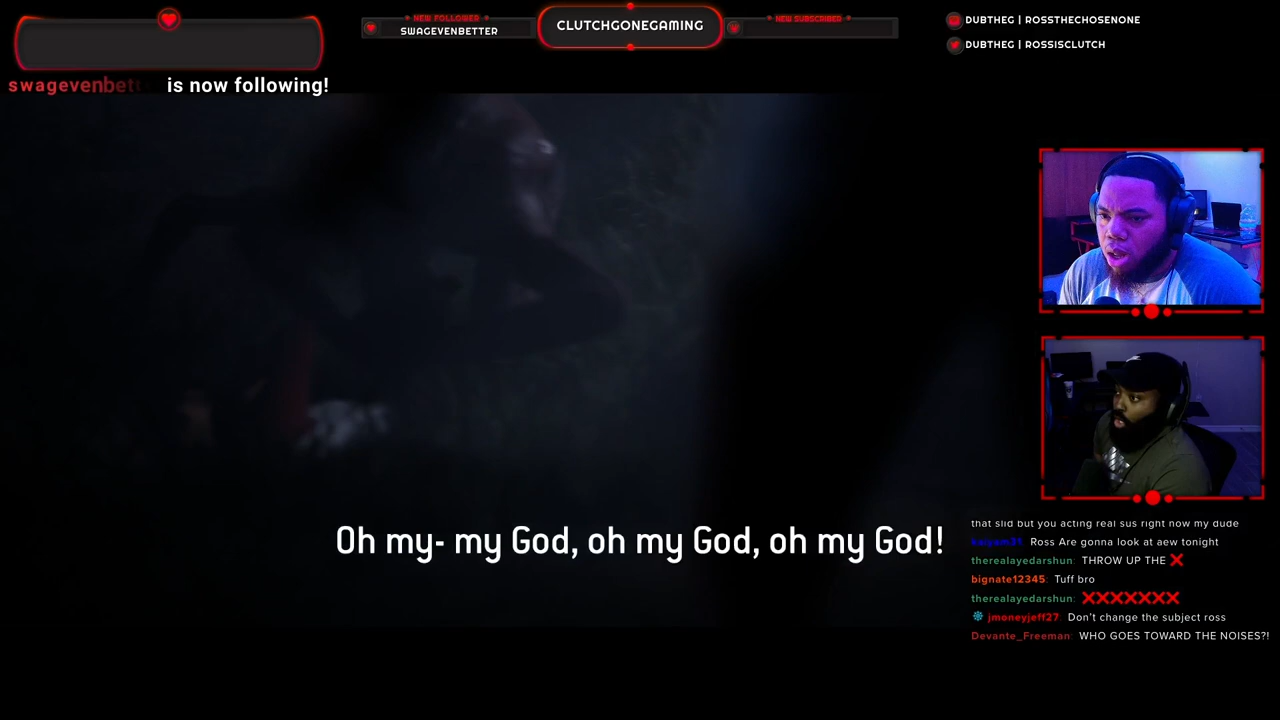 NEW FOLLOWER
SWAGEVENBETTER
CLUTCHGONEGAMING
NEW SUBSCRIBER
DUBTHEG | ROSSTHECHOSENONE
DUBTHEG | ROSSISCLUTCH
is now following!
Oh my- my God, oh my God, oh my God!
that slid but you acting real sus right now my dude
Ross Are gonna look at aew tonight
therealayedarshun: THROW UP THE ❌
bignate12345: Tuff bro
therealayedarshun: ❌❌❌❌❌❌❌
jmoneyjeff27: Don't change the subject ross
Devante_Freeman: WHO GOES TOWARD THE NOISES?!